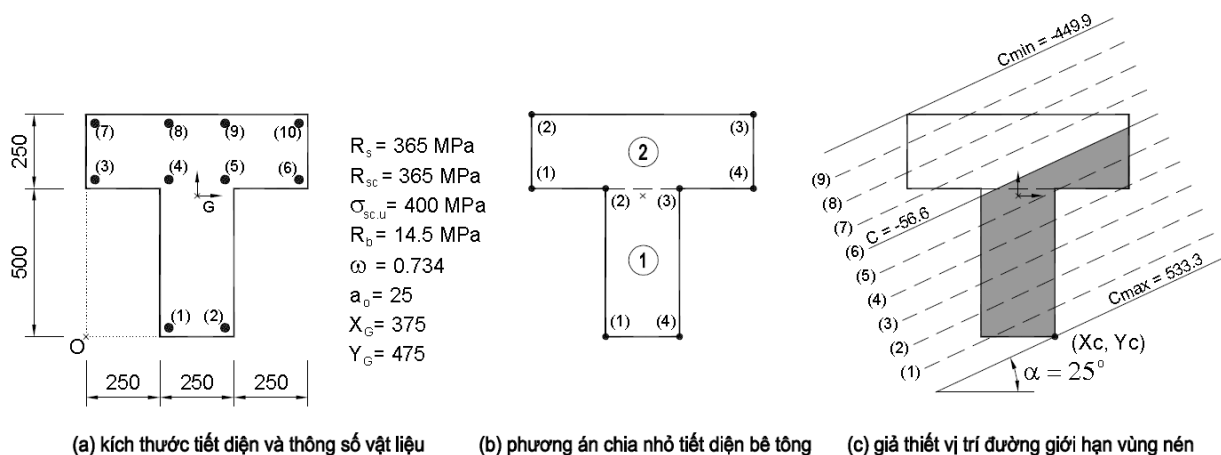 250
500
(7)
(8)
(9)
(10)
(3)
(4)
(5)
(6)
G
(1)
(2)
O
250
250
250
Rₛ = 365 MPa
Rₛc = 365 MPa
σsc.u = 400 MPa
R_b = 14.5 MPa
ω = 0.734
a₀ = 25
X_G = 375
Y_G = 475
(2)
(3)
2
(1)
(4)
(2)
(3)
1
(1)
(4)
Cmin = -449.9
(9)
(8)
(7)
(6)
C = -56.6
(5)
(4)
(3)
(2)
(1)
Cmax = 533.3
(Xc, Yc)
α = 25°
(a) kích thước tiết diện và thông số vật liệu
(b) phương án chia nhỏ tiết diện bê tông
(c) giả thiết vị trí đường giới hạn vùng nén